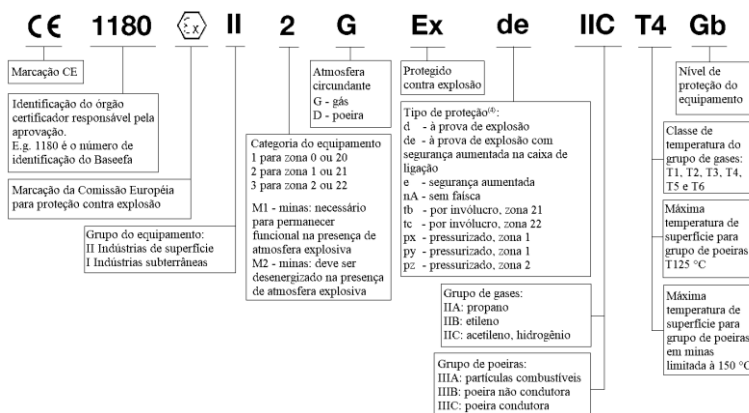 CE 1180 Ex II 2 G Ex de IIC T4 Gb
Marcação CE
Identificação do órgão
certificador responsável pela
aprovação.
E.g. 1180 é o número de
identificação do Baseefa
Marcação da Comissão Européia
para proteção contra explosão
Grupo do equipamento:
II Indústrias de superfície
I Indústrias subterrâneas
Categoria do equipamento
1 para zona 0 ou 20
2 para zona 1 ou 21
3 para zona 2 ou 22
M1 - minas: necessário
para permanecer
funcional na presença de
atmosfera explosiva
M2 - minas: deve ser
desenergizado na presença
de atmosfera explosiva
Atmosfera
circundante
G - gás
D - poeira
Protegido
contra explosão
Tipo de proteção⁽⁴⁾:
d - à prova de explosão
de - à prova de explosão com
segurança aumentada na caixa de
ligação
e - segurança aumentada
nA - sem faísca
tb - por invólucro, zona 21
tc - por invólucro, zona 22
px - pressurizado, zona 1
py - pressurizado, zona 1
pz - pressurizado, zona 2
Grupo de gases:
IIA: propano
IIB: etileno
IIC: acetileno, hidrogênio
Grupo de poeiras:
IIIA: partículas combustíveis
IIIB: poeira não condutora
IIIC: poeira condutora
Nível de
proteção do
equipamento
Classe de
temperatura do
grupo de gases:
T1, T2, T3, T4,
T5 e T6
Máxima
temperatura de
superfície para
grupo de poeiras
T125 °C
Máxima
temperatura de
superfície para
grupo de poeiras
em minas
limitada à 150 °C